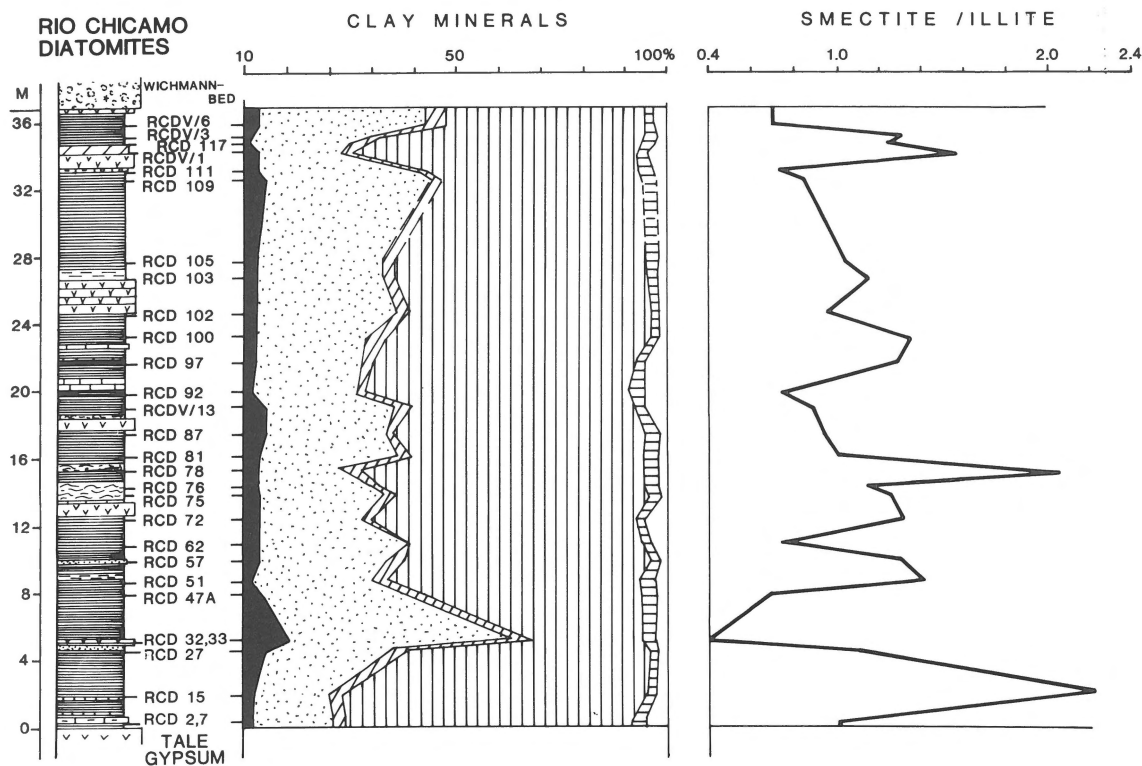 RIO CHICAMO
DIATOMITES
CLAY MINERALS
SMECTITE /ILLITE
10 50 100%
0.4 1.0 2.0 2.4
M
WICHMANN-
BED
36
32
28
24
20
16
12
8
4
0
RCDV/6
RCDV/3
RCD 117
RCDV/1
RCD 111
RCD 109
RCD 105
RCD 103
RCD 102
RCD 100
RCD 97
RCD 92
RCDV/13
RCD 87
RCD 81
RCD 78
RCD 76
RCD 75
RCD 72
RCD 62
RCD 57
RCD 51
RCD 47A
RCD 32,33
RCD 27
RCD 15
RCD 2,7
TALE
GYPSUM